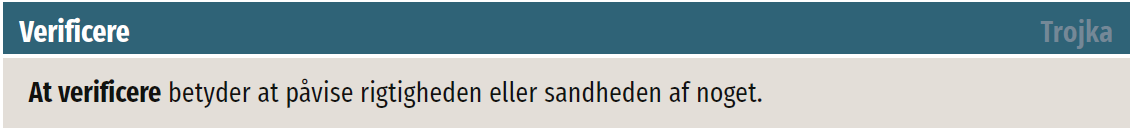 Verificere Trojka
At verificere betyder at påvise rigtigheden eller sandheden af noget.